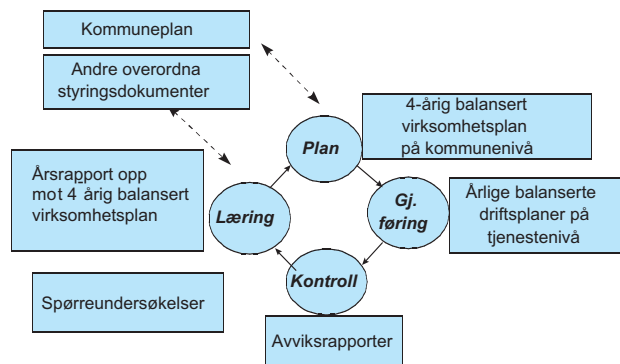 Kommuneplan
Andre overordna
styringsdokumenter
4-årig balansert
virksomhetsplan
på kommunenivå
Plan
Årsrapport opp
mot 4 årig balansert
virksomhetsplan
Læring
Gj.
føring
Årlige balanserte
driftsplaner på
tjenestenivå
Kontroll
Spørreundersøkelser
Avviksrapporter